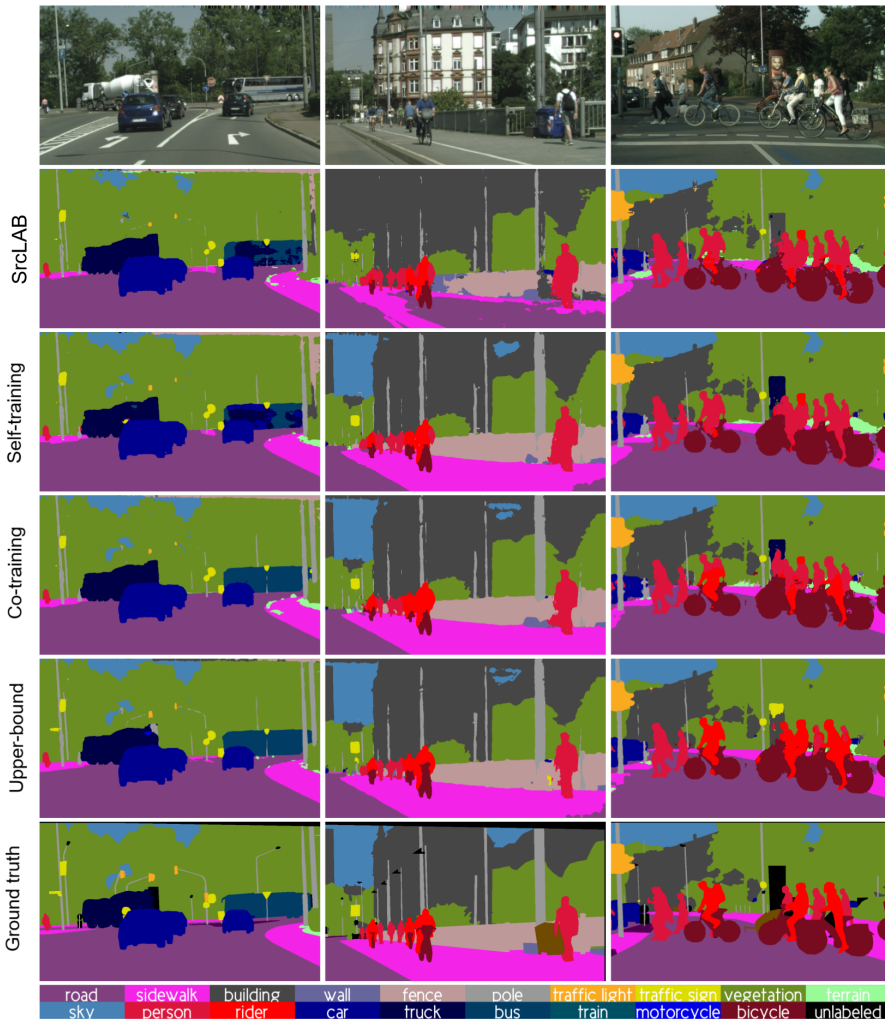 SrcLAB
Self-training
Co-training
Upper-bound
Ground truth
road sidewalk building wall fence pole traffic light traffic sign vegetation terrain
sky person rider car truck bus train motorcycle bicycle unlabeled